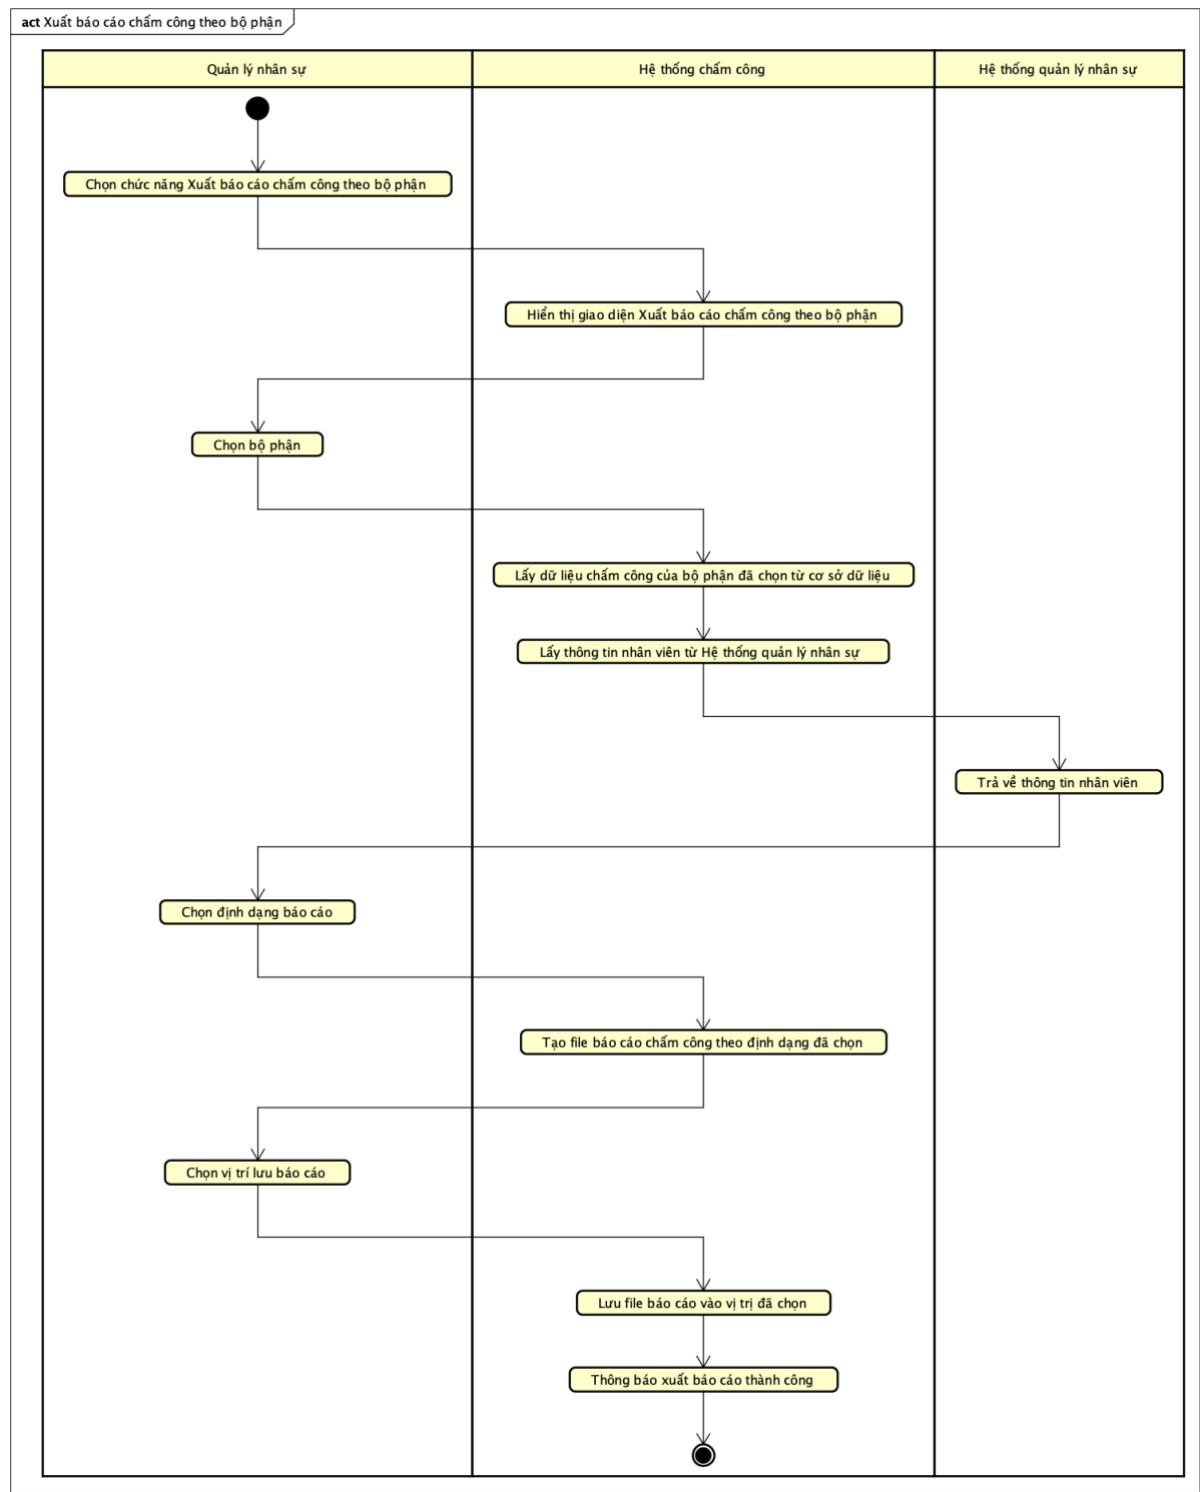 act Xuất báo cáo chấm công theo bộ phận
Quản lý nhân sự
Hệ thống chấm công
Hệ thống quản lý nhân sự
Chọn chức năng Xuất báo cáo chấm công theo bộ phận
Hiển thị giao diện Xuất báo cáo chấm công theo bộ phận
Chọn bộ phận
Lấy dữ liệu chấm công của bộ phận đã chọn từ cơ sở dữ liệu
Lấy thông tin nhân viên từ Hệ thống quản lý nhân sự
Trả về thông tin nhân viên
Chọn định dạng báo cáo
Tạo file báo cáo chấm công theo định dạng đã chọn
Chọn vị trí lưu báo cáo
Lưu file báo cáo vào vị trị đã chọn
Thông báo xuất báo cáo thành công